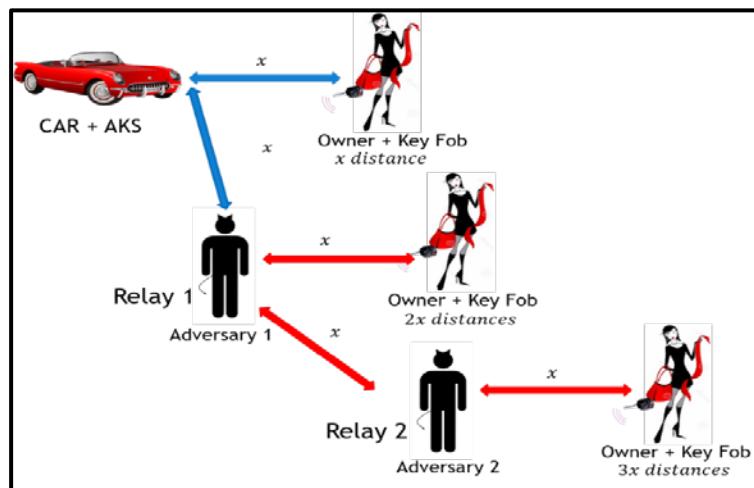 x
CAR + AKS
Owner + Key Fob
x distance
x
x
Relay 1
Adversary 1
Owner + Key Fob
2x distances
x
x
Relay 2
Adversary 2
Owner + Key Fob
3x distances